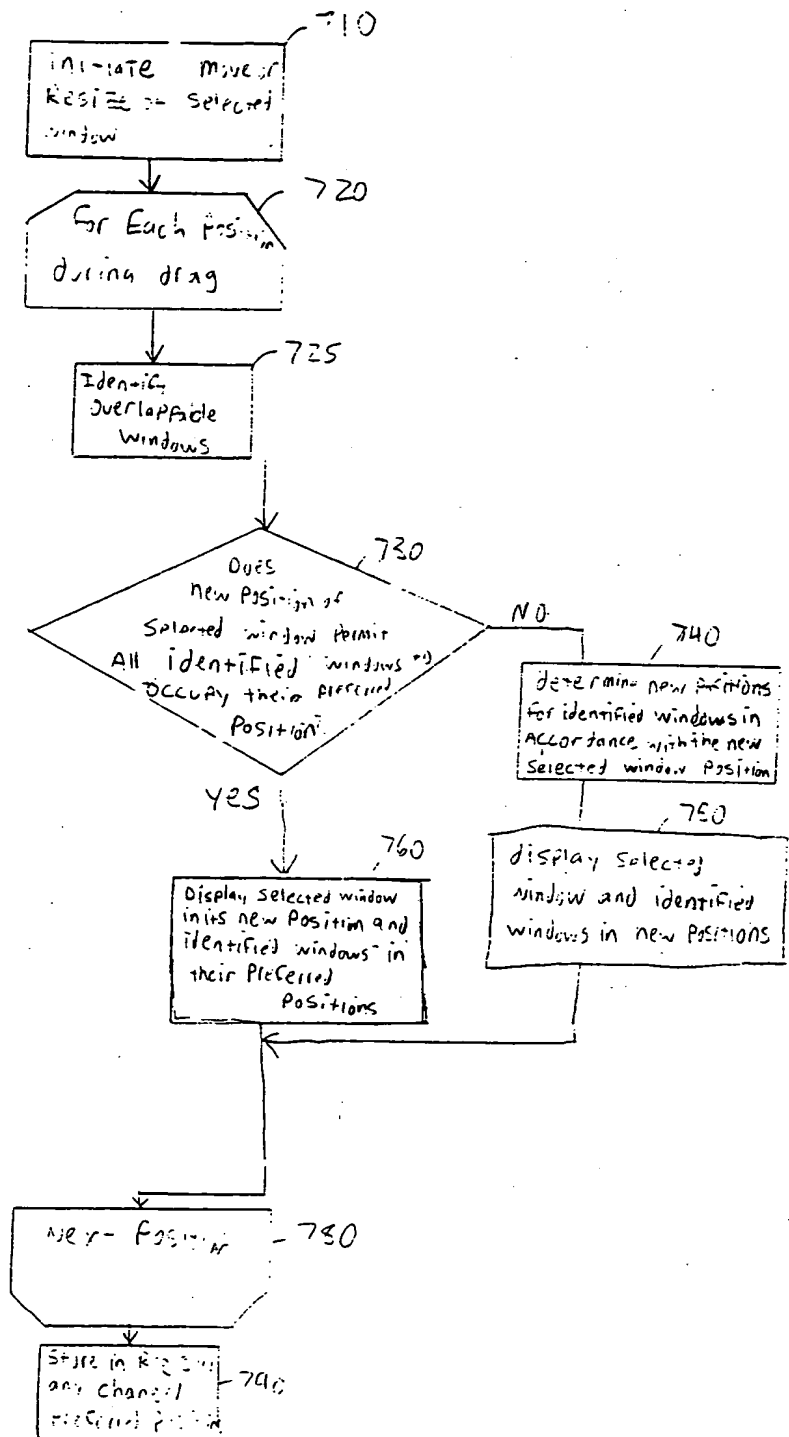 710
initiate move or
Resize of selected
window
720
for Each Position
during drag
725
Identify
Overlappable
windows
730
Does
new Position of
Selected window Permit
All identified windows to
occupy their preferred
Position?
NO
740
determine new positions
for identified windows in
Accordance with the new
Selected window Position
YES
750
display selected
window and identified
windows in new positions
760
Display selected window
in its new Position and
identified windows in
their Preferred
Positions
Next Position
780
Store in
any changed
preferred
790